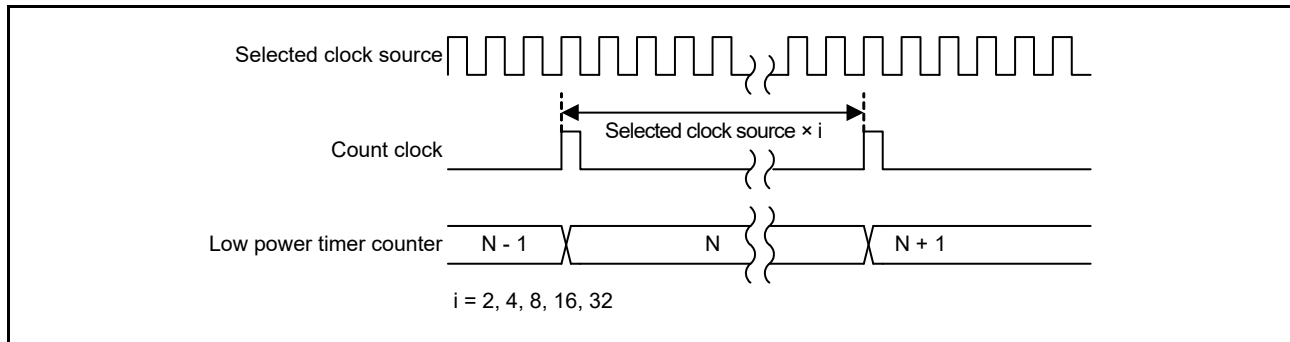 Selected clock source
Selected clock source × i
Count clock
Low power timer counter
N - 1
N
N + 1
i = 2, 4, 8, 16, 32